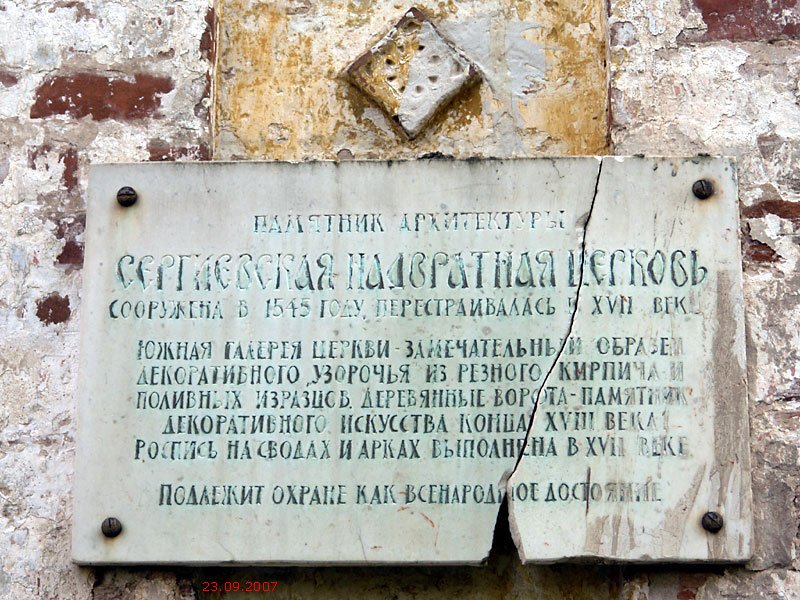 ПАМЯТНИК АРХИТЕКТУРЫ
СЕРГИЕВСКАЯ НАДВРАТНАЯ ЦЕРКОВЬ
СООРУЖЕНА В 1545 ГОДУ, ПЕРЕСТРАИВАЛАСЬ В XVII ВЕКЕ
ЮЖНАЯ ГАЛЕРЕЯ ЦЕРКВИ - ЗАМЕЧАТЕЛЬНЫЙ ОБРАЗЕЦ
ДЕКОРАТИВНОГО УЗОРОЧЬЯ ИЗ РЕЗНОГО КИРПИЧА И
ПОЛИВНЫХ ИЗРАЗЦОВ. ДЕРЕВЯННЫЕ ВОРОТА - ПАМЯТНИК
ДЕКОРАТИВНОГО ИСКУССТВА КОНЦА XVIII ВЕКА.
РОСПИСЬ НА СВОДАХ И АРКАХ ВЫПОЛНЕНА В XVII ВЕКЕ
ПОДЛЕЖИТ ОХРАНЕ КАК ВСЕНАРОДНОЕ ДОСТОЯНИЕ
23.09.2007